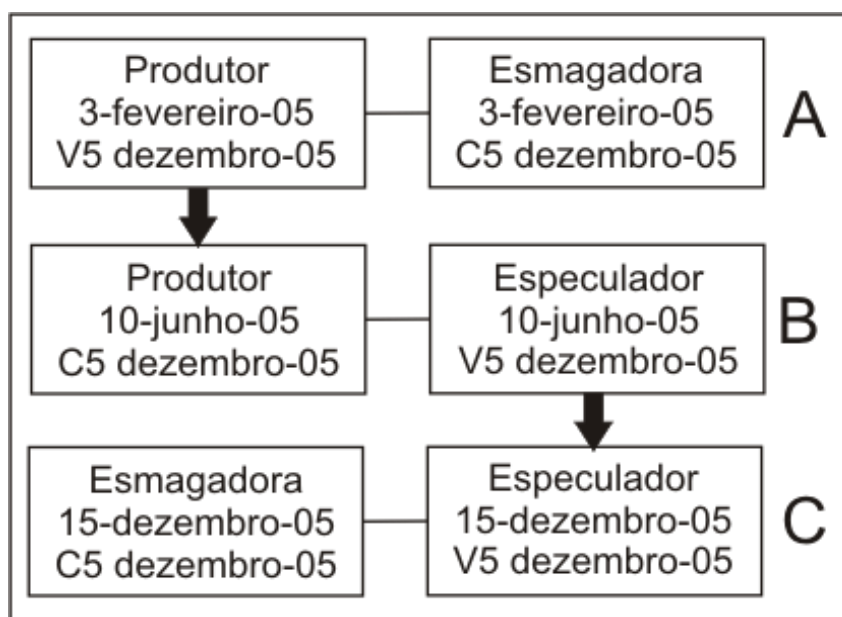 Produtor
3-fevereiro-05
V5 dezembro-05
Esmagadora
3-fevereiro-05
C5 dezembro-05
A
Produtor
10-junho-05
C5 dezembro-05
Especulador
10-junho-05
V5 dezembro-05
B
Esmagadora
15-dezembro-05
C5 dezembro-05
Especulador
15-dezembro-05
V5 dezembro-05
C